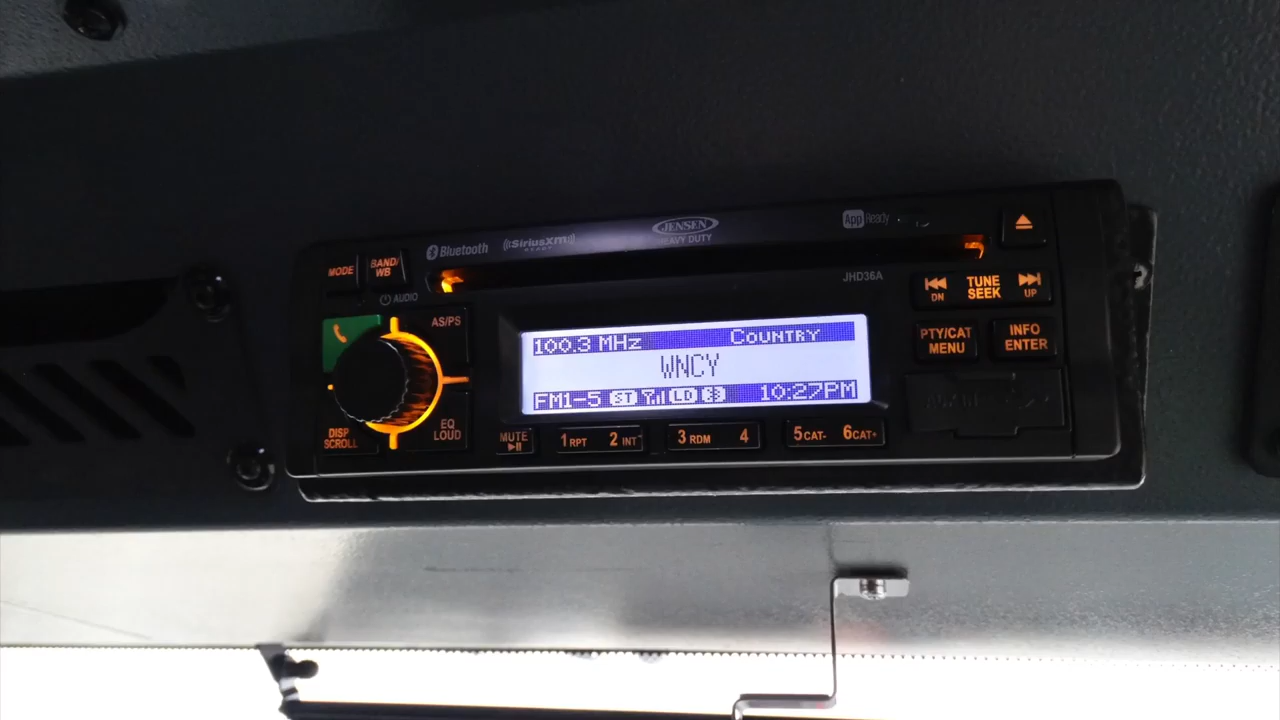 Bluetooth
SiriusXM
READY
JENSEN
HEAVY DUTY
App Ready
MODE
BAND/
WB
AUDIO
JHD36A
DN
TUNE
SEEK
UP
AS/PS
100.3 MHz
COUNTRY
WNCY
FM1-5 ST LD 10:27PM
PTY/CAT
MENU
INFO
ENTER
DISP
SCROLL
EQ
LOUD
MUTE
1 RPT
2 INT
3 RDM
4
5 CAT-
6 CAT+